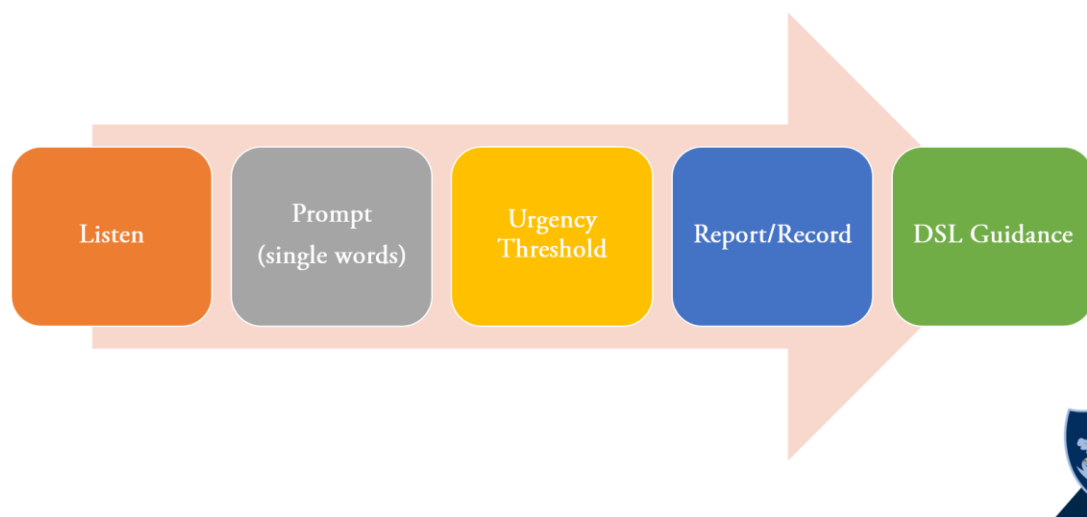 Listen
Prompt
(single words)
Urgency
Threshold
Report/Record
DSL Guidance